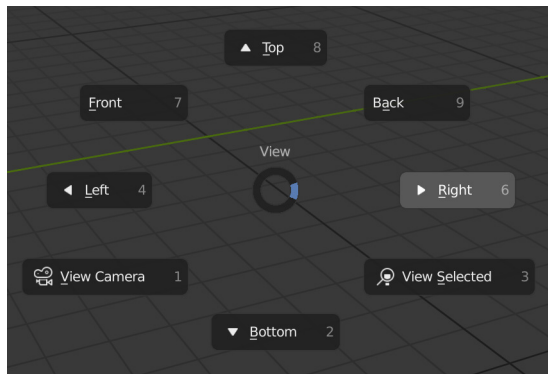 Top 8
Front 7
Back 9
View
Left 4
Right 6
View Camera 1
View Selected 3
Bottom 2